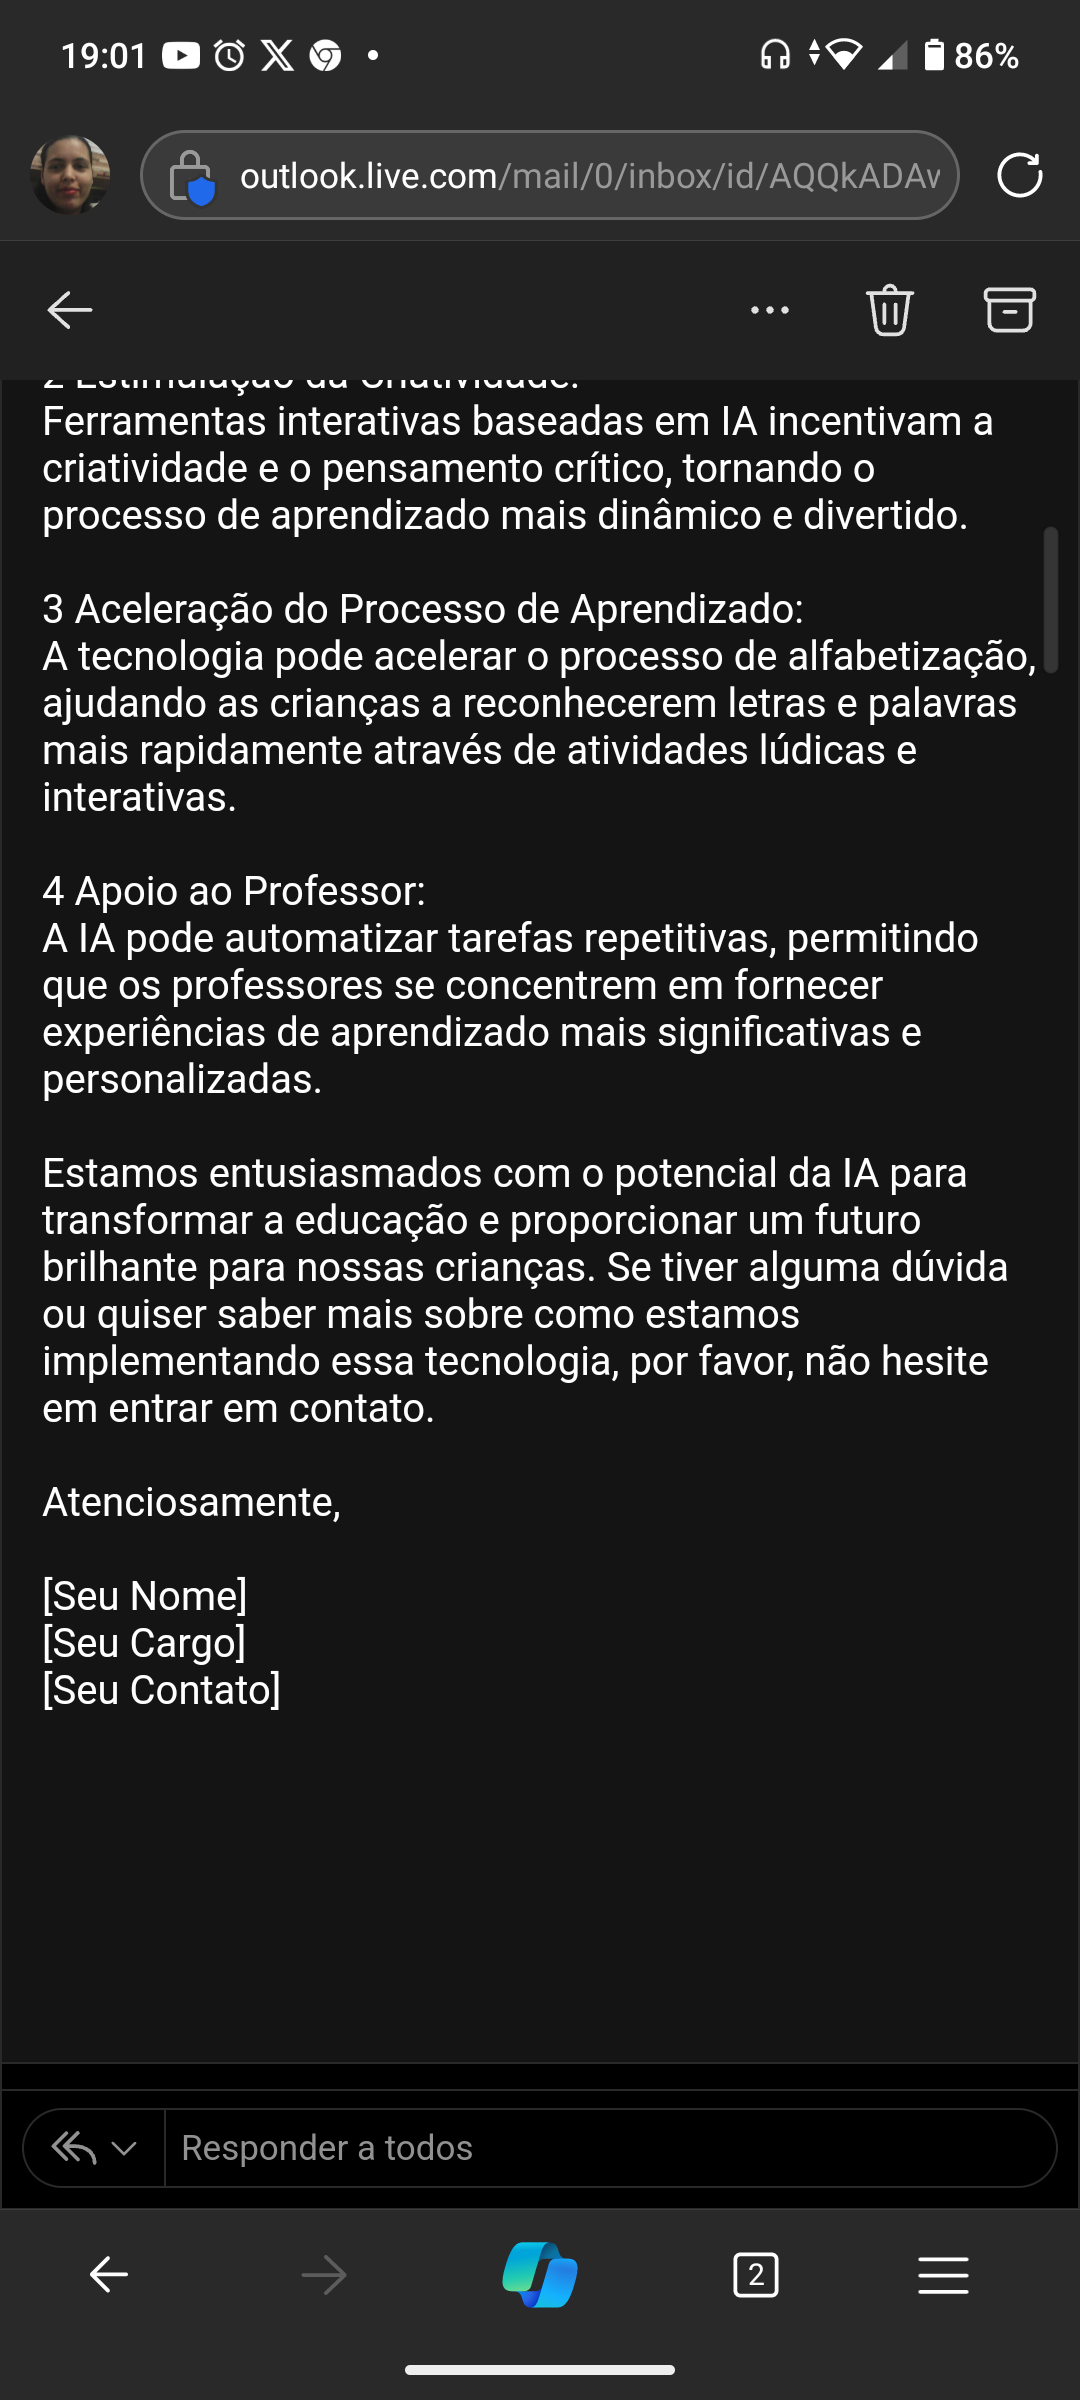 19:01
86%
outlook.live.com/mail/0/inbox/id/AQQkADAv
2 Estimulação da Criatividade:
Ferramentas interativas baseadas em IA incentivam a
criatividade e o pensamento crítico, tornando o
processo de aprendizado mais dinâmico e divertido.
3 Aceleração do Processo de Aprendizado:
A tecnologia pode acelerar o processo de alfabetização,
ajudando as crianças a reconhecerem letras e palavras
mais rapidamente através de atividades lúdicas e
interativas.
4 Apoio ao Professor:
A IA pode automatizar tarefas repetitivas, permitindo
que os professores se concentrem em fornecer
experiências de aprendizado mais significativas e
personalizadas.
Estamos entusiasmados com o potencial da IA para
transformar a educação e proporcionar um futuro
brilhante para nossas crianças. Se tiver alguma dúvida
ou quiser saber mais sobre como estamos
implementando essa tecnologia, por favor, não hesite
em entrar em contato.
Atenciosamente,
[Seu Nome]
[Seu Cargo]
[Seu Contato]
Responder a todos
2